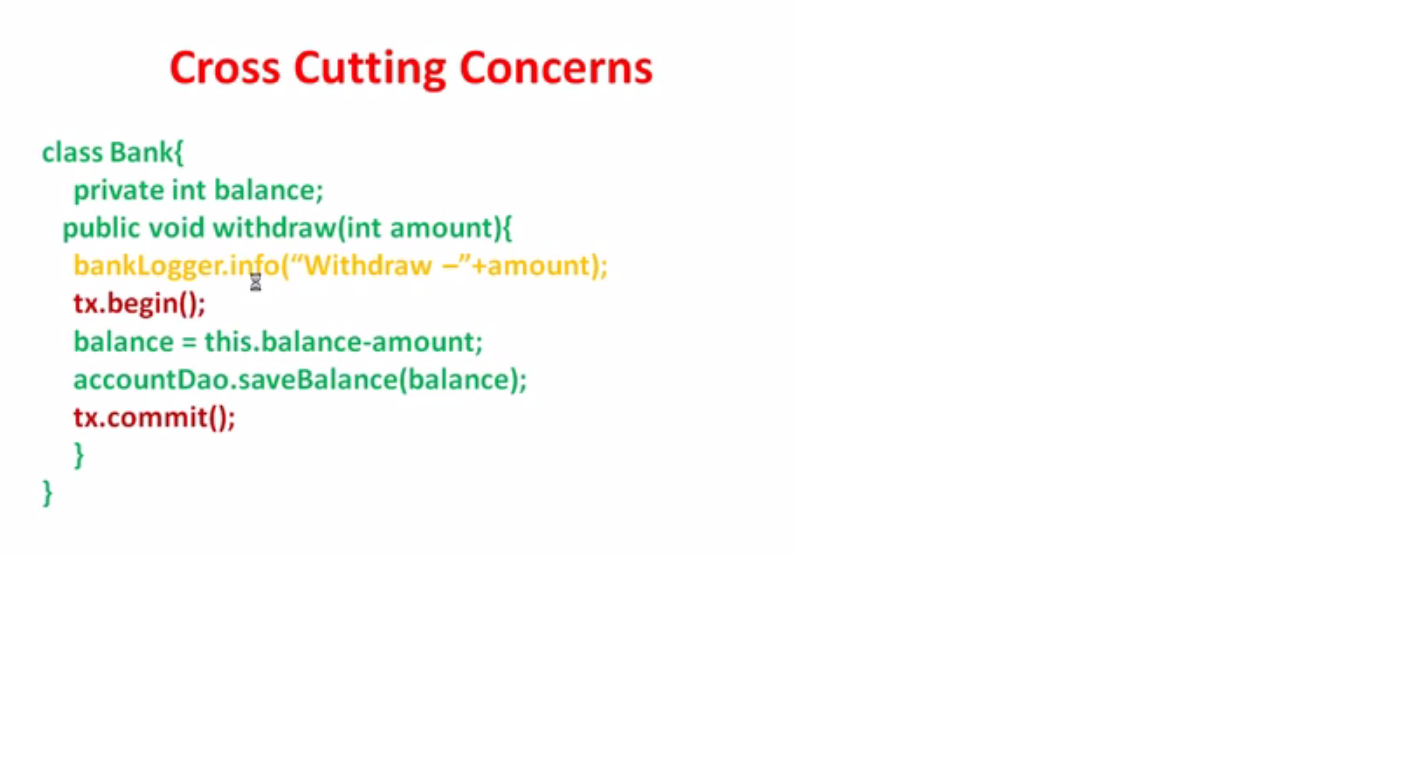 Cross Cutting Concerns
class Bank{
private int balance;
public void withdraw(int amount){
bankLogger.info(“Withdraw –”+amount);
tx.begin();
balance = this.balance-amount;
accountDao.saveBalance(balance);
tx.commit();
}
}